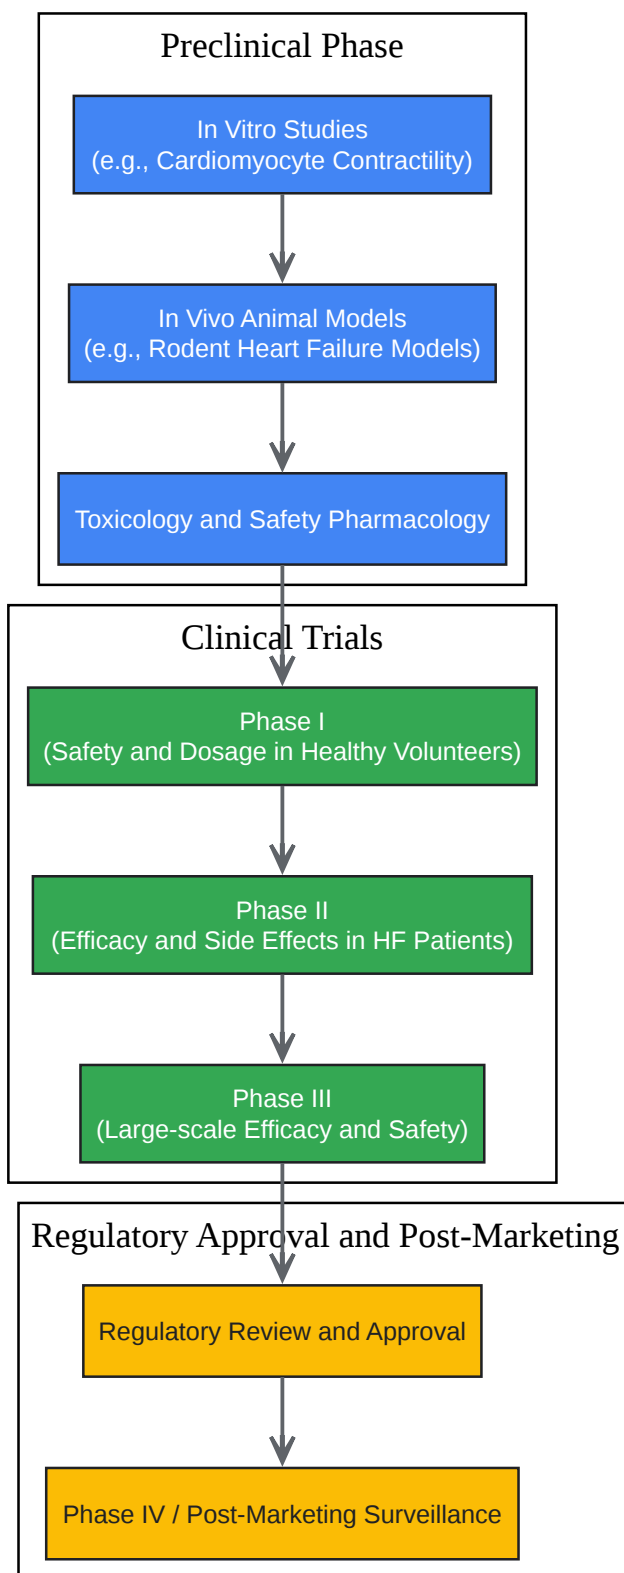 Preclinical Phase
In Vitro Studies
(e.g., Cardiomyocyte Contractility)
In Vivo Animal Models
(e.g., Rodent Heart Failure Models)
Toxicology and Safety Pharmacology
Clinical Trials
Phase I
(Safety and Dosage in Healthy Volunteers)
Phase II
(Efficacy and Side Effects in HF Patients)
Phase III
(Large-scale Efficacy and Safety)
Regulatory Approval and Post-Marketing
Regulatory Review and Approval
Phase IV / Post-Marketing Surveillance